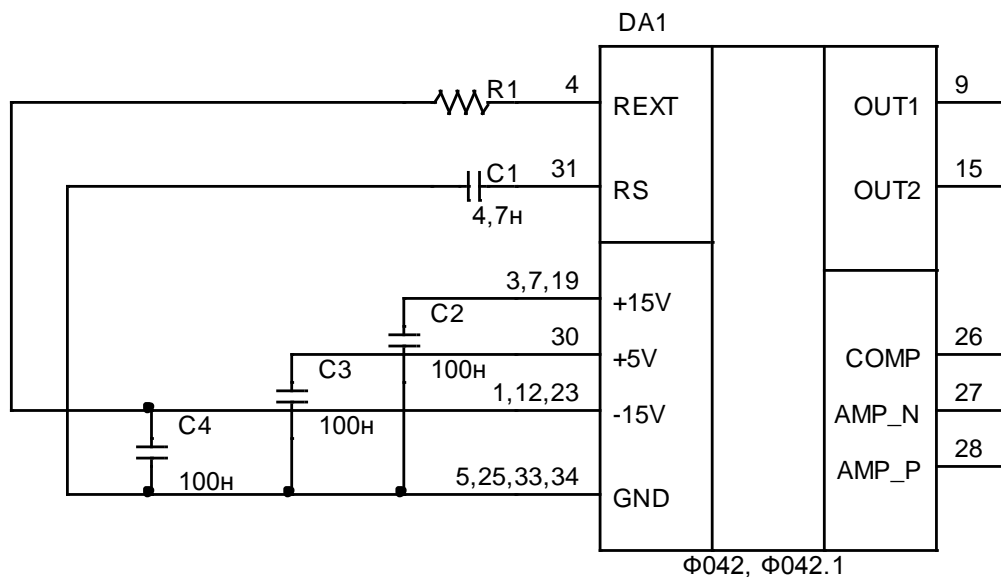 DA1
R1
4
REXT
OUT1
9
C1
31
RS
OUT2
15
4,7н
3,7,19
+15V
C2
30
+5V
COMP
26
C3
100н
1,12,23
-15V
AMP_N
27
C4
100н
AMP_P
28
100н
5,25,33,34
GND
Ф042, Ф042.1